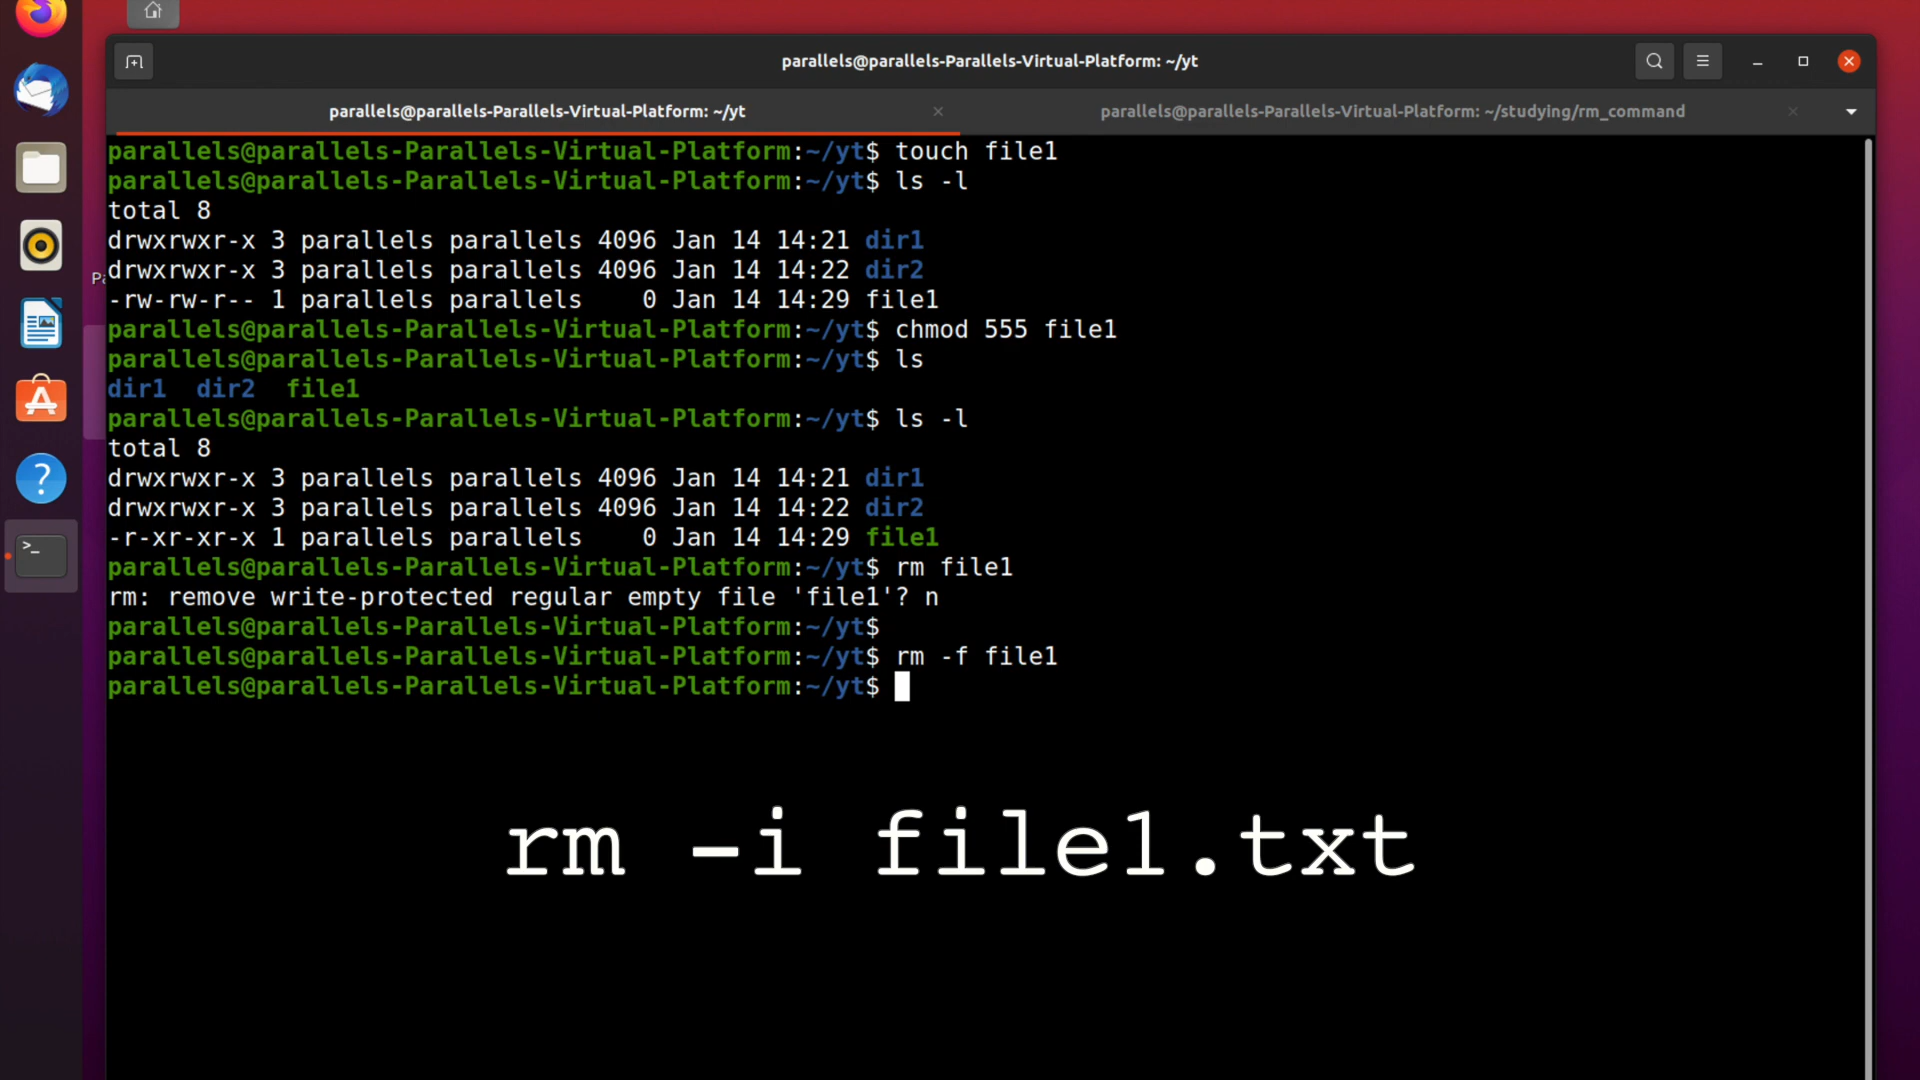 parallels@parallels-Parallels-Virtual-Platform: ~/yt
parallels@parallels-Parallels-Virtual-Platform: ~/yt
parallels@parallels-Parallels-Virtual-Platform: ~/studying/rm_command
parallels@parallels-Parallels-Virtual-Platform:~/yt$ touch file1
parallels@parallels-Parallels-Virtual-Platform:~/yt$ ls -l
total 8
drwxrwxr-x 3 parallels parallels 4096 Jan 14 14:21 dir1
drwxrwxr-x 3 parallels parallels 4096 Jan 14 14:22 dir2
-rw-rw-r-- 1 parallels parallels    0 Jan 14 14:29 file1
parallels@parallels-Parallels-Virtual-Platform:~/yt$ chmod 555 file1
parallels@parallels-Parallels-Virtual-Platform:~/yt$ ls
dir1  dir2  file1
parallels@parallels-Parallels-Virtual-Platform:~/yt$ ls -l
total 8
drwxrwxr-x 3 parallels parallels 4096 Jan 14 14:21 dir1
drwxrwxr-x 3 parallels parallels 4096 Jan 14 14:22 dir2
-r-xr-xr-x 1 parallels parallels    0 Jan 14 14:29 file1
parallels@parallels-Parallels-Virtual-Platform:~/yt$ rm file1
rm: remove write-protected regular empty file 'file1'? n
parallels@parallels-Parallels-Virtual-Platform:~/yt$
parallels@parallels-Parallels-Virtual-Platform:~/yt$ rm -f file1
parallels@parallels-Parallels-Virtual-Platform:~/yt$
rm -i file1.txt